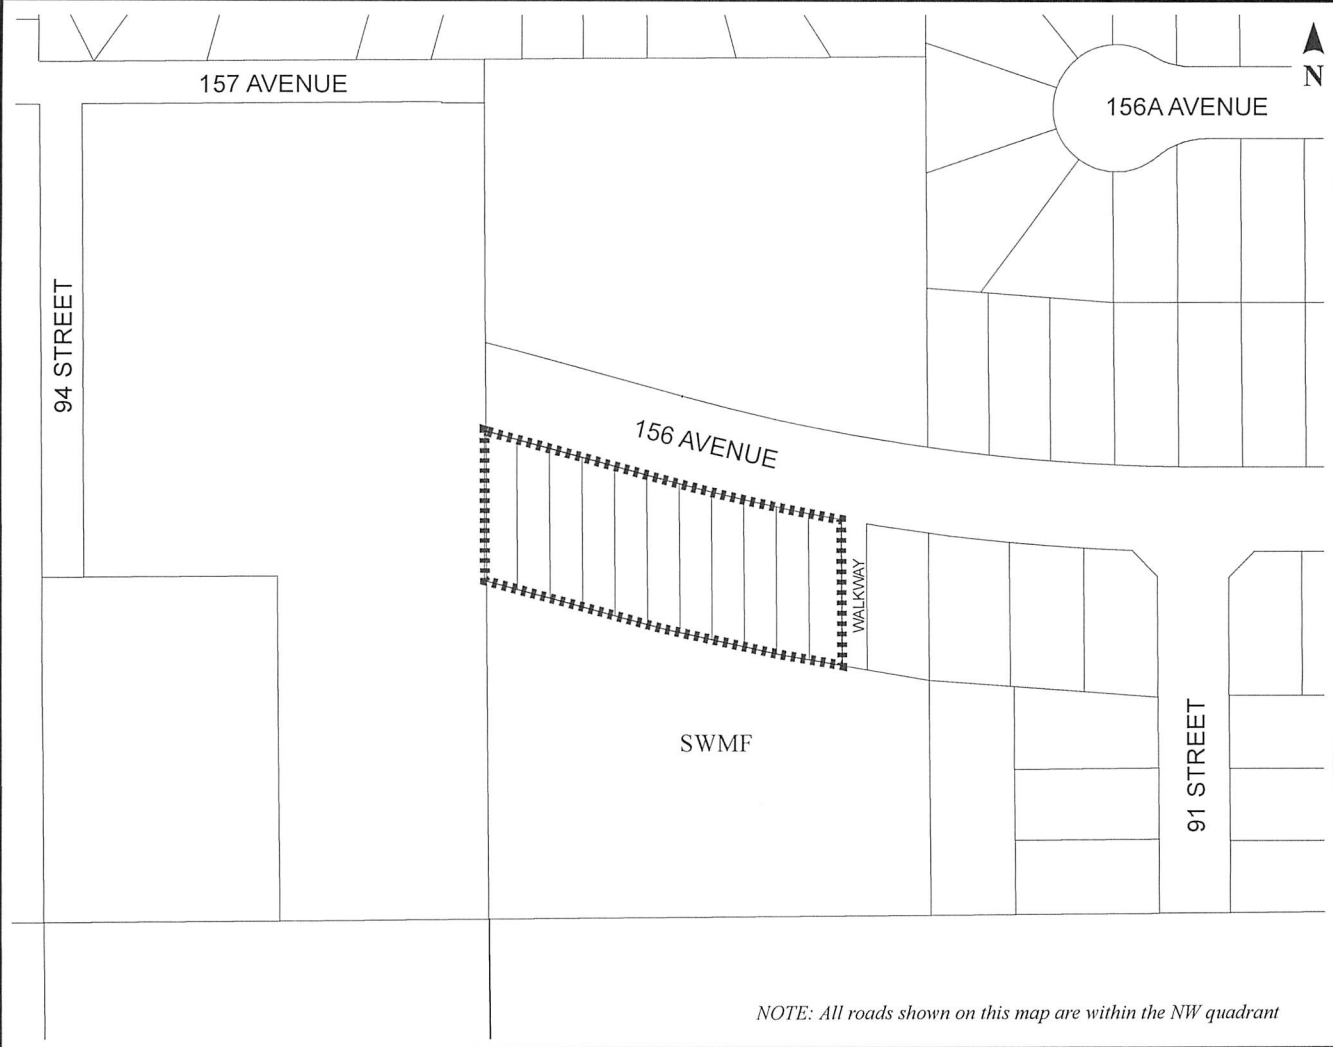 157 AVENUE
156A AVENUE
N
94 STREET
156 AVENUE
WALKWAY
SWMF
91 STREET
NOTE: All roads shown on this map are within the NW quadrant